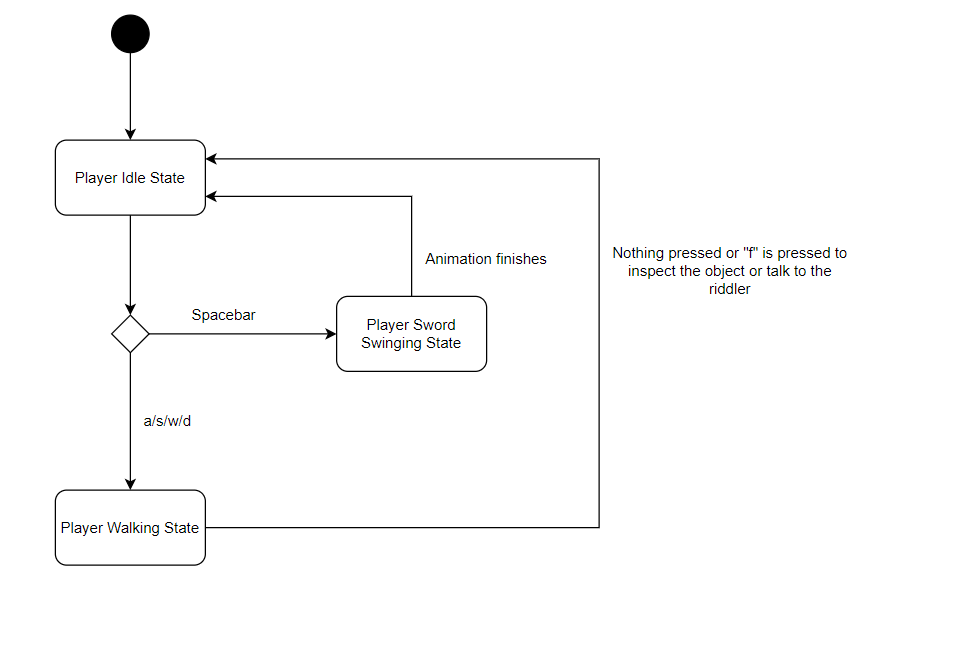 Player Idle State
Animation finishes
Nothing pressed or "f" is pressed to
inspect the object or talk to the
riddler
Spacebar
Player Sword
Swinging State
a/s/w/d
Player Walking State